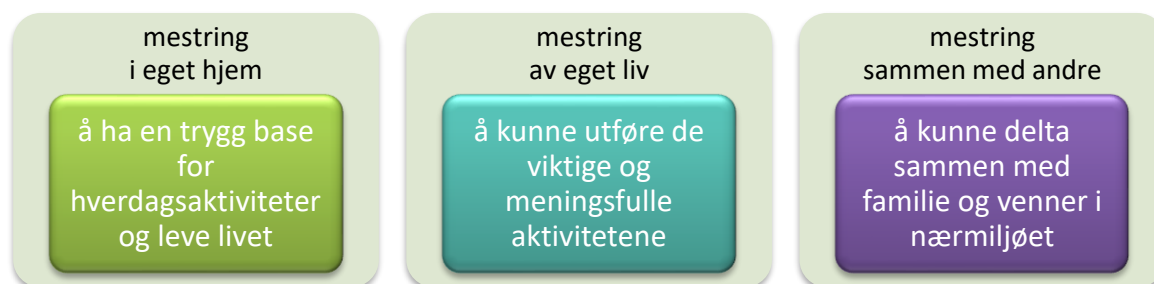 mestring
i eget hjem
å ha en trygg base
for
hverdagsaktiviteter
og leve livet
mestring
av eget liv
å kunne utføre de
viktige og
meningsfulle
aktivitetene
mestring
sammen med andre
å kunne delta
sammen med
familie og venner i
nærmiljøet